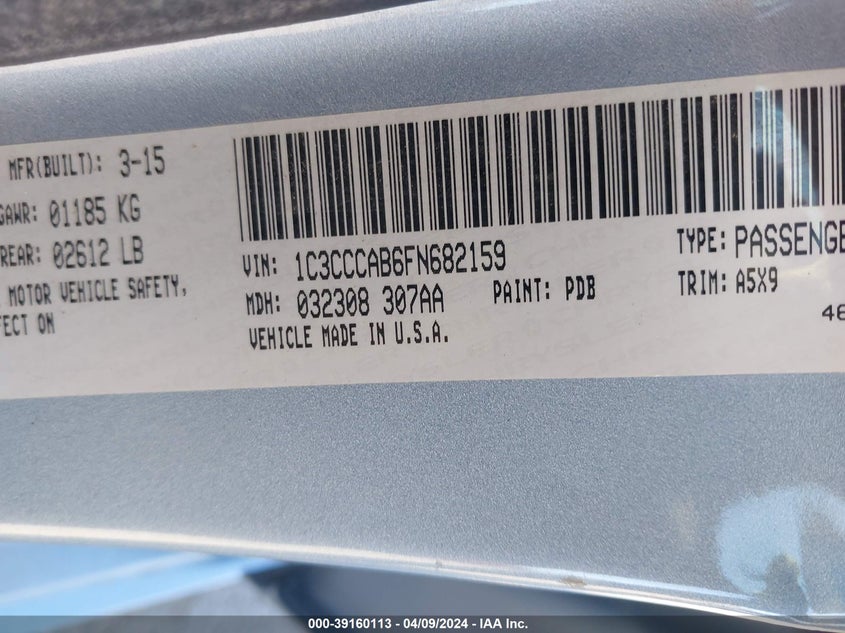 MFR(BUILT): 3-15
GAWR: 01185 KG
REAR: 02612 LB
MOTOR VEHICLE SAFETY,
FECT ON
VIN: 1C3CCCAB6FN682159
MDH: 032308 307AA
PAINT: PDB
VEHICLE MADE IN U.S.A.
TYPE: PASSENGE
TRIM: A5X9
48
000-39160113 - 04/09/2024 - IAA Inc.